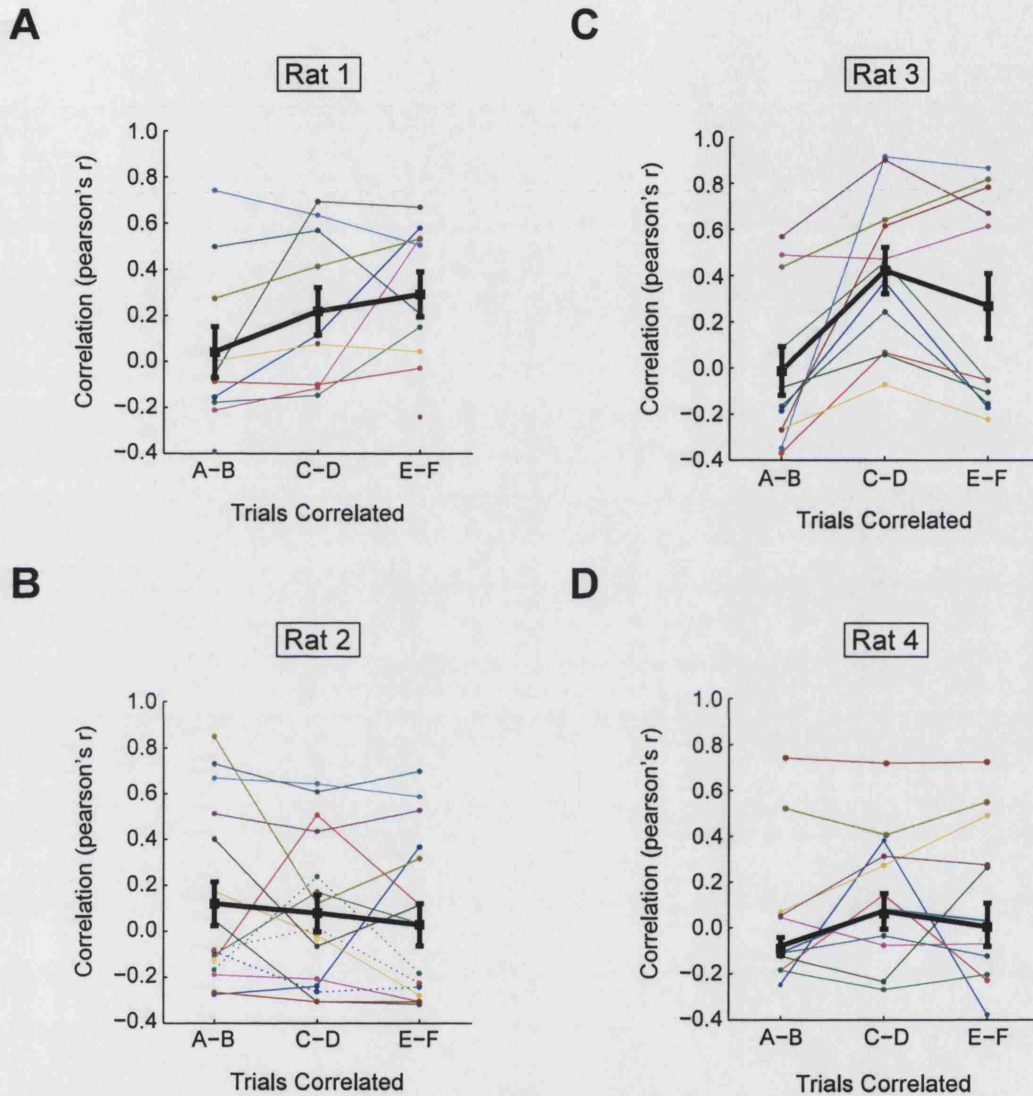 A
Rat 1
Correlation (pearson's r)
1.0
0.8
0.6
0.4
0.2
0.0
−0.2
−0.4
A−B
C−D
E−F
Trials Correlated
B
Rat 2
Correlation (pearson's r)
1.0
0.8
0.6
0.4
0.2
0.0
−0.2
−0.4
A−B
C−D
E−F
Trials Correlated
C
Rat 3
Correlation (pearson's r)
1.0
0.8
0.6
0.4
0.2
0.0
−0.2
−0.4
A−B
C−D
E−F
Trials Correlated
D
Rat 4
Correlation (pearson's r)
1.0
0.8
0.6
0.4
0.2
0.0
−0.2
−0.4
A−B
C−D
E−F
Trials Correlated